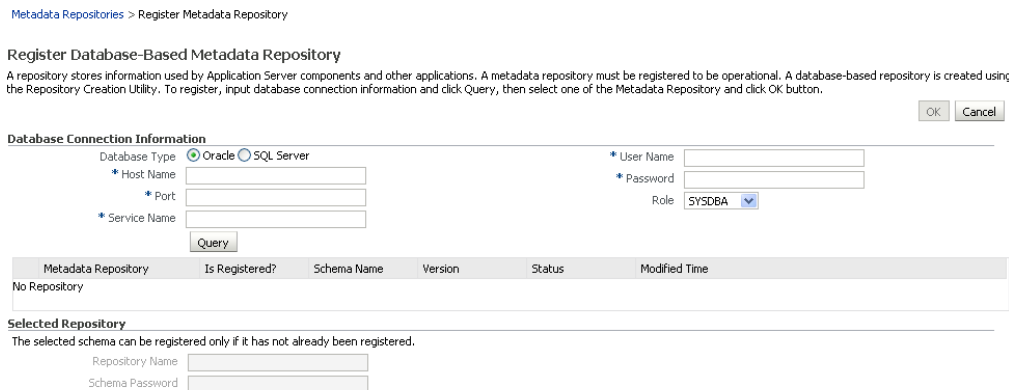 Metadata Repositories > Register Metadata Repository
Register Database-Based Metadata Repository
A repository stores information used by Application Server components and other applications. A metadata repository must be registered to be operational. A database-based repository is created using
the Repository Creation Utility. To register, input database connection information and click Query, then select one of the Metadata Repository and click OK button.
OK Cancel
Database Connection Information
Database Type Oracle SQL Server
* Host Name
* Port
* Service Name
Query
* User Name
* Password
Role SYSDBA
Metadata Repository Is Registered? Schema Name Version Status Modified Time
No Repository
Selected Repository
The selected schema can be registered only if it has not already been registered.
Repository Name
Schema Password